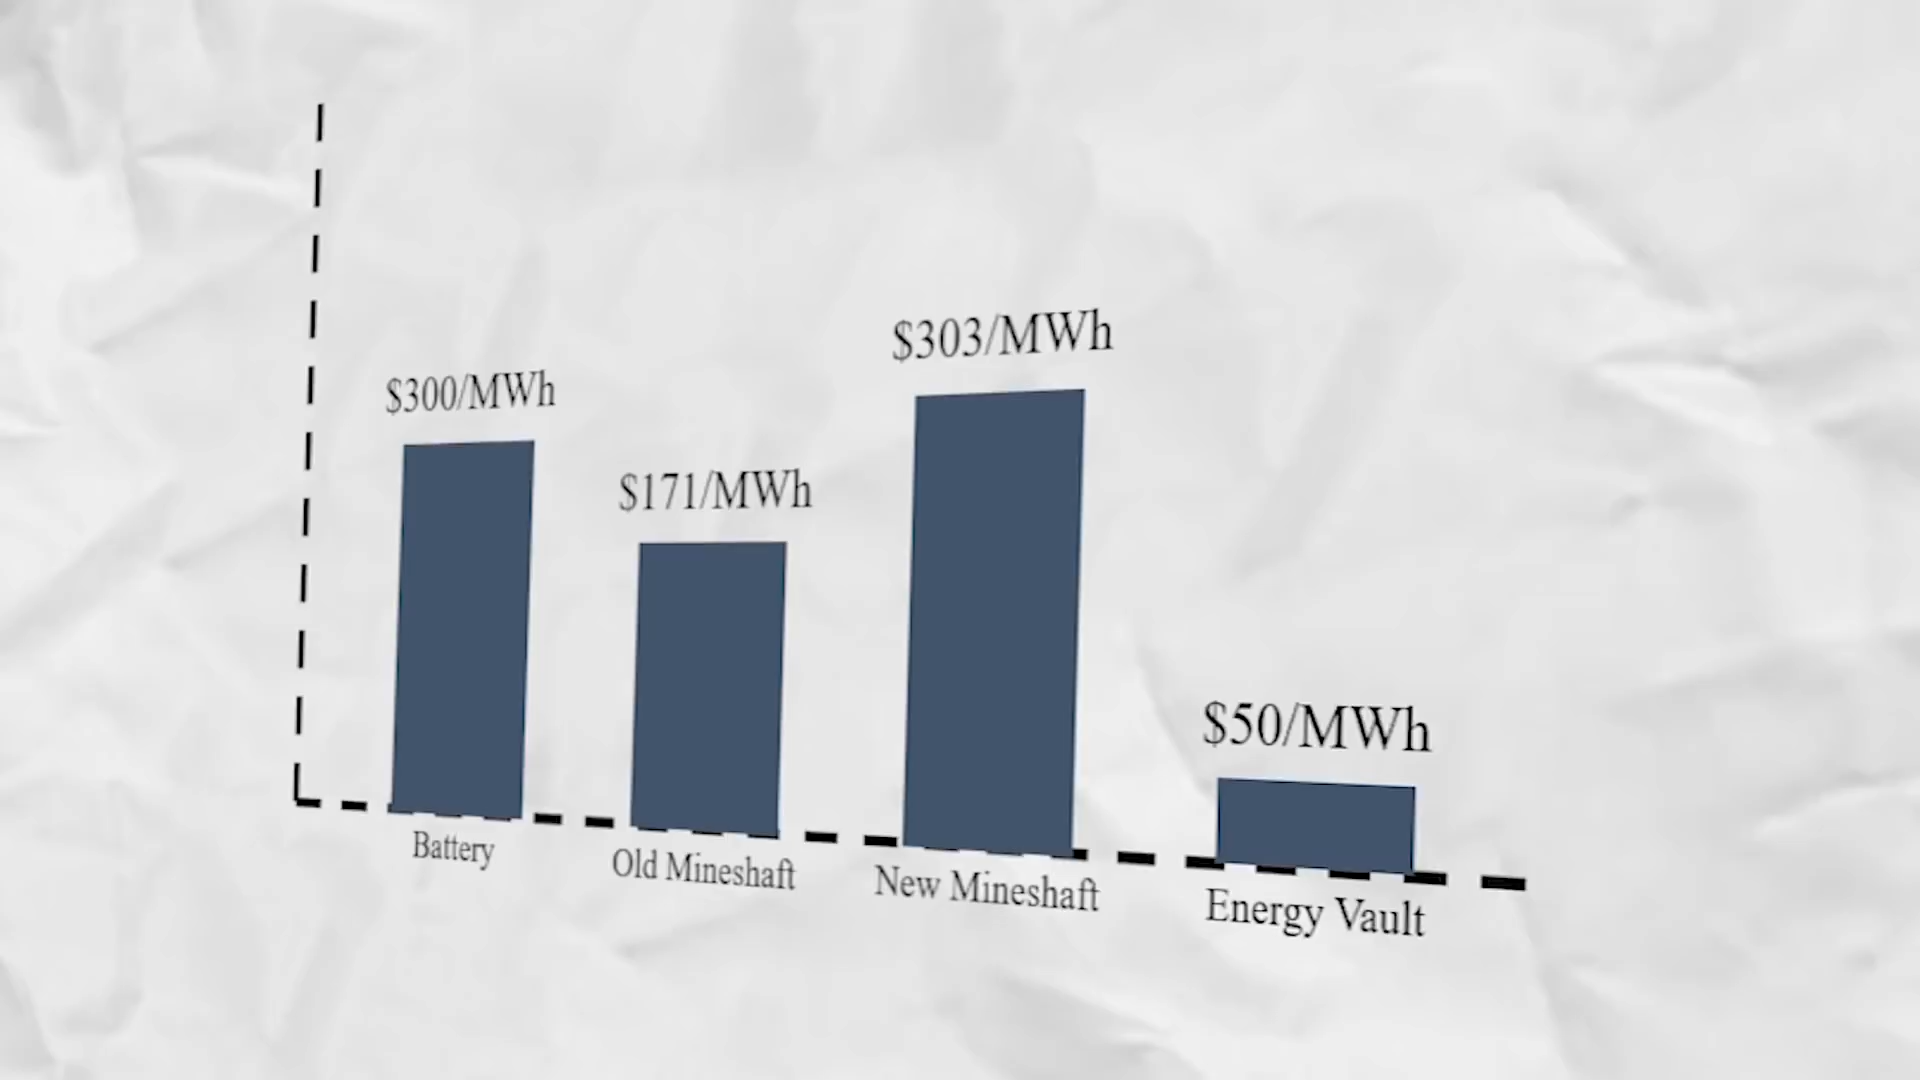 $300/MWh
$171/MWh
$303/MWh
$50/MWh
Battery
Old Mineshaft
New Mineshaft
Energy Vault